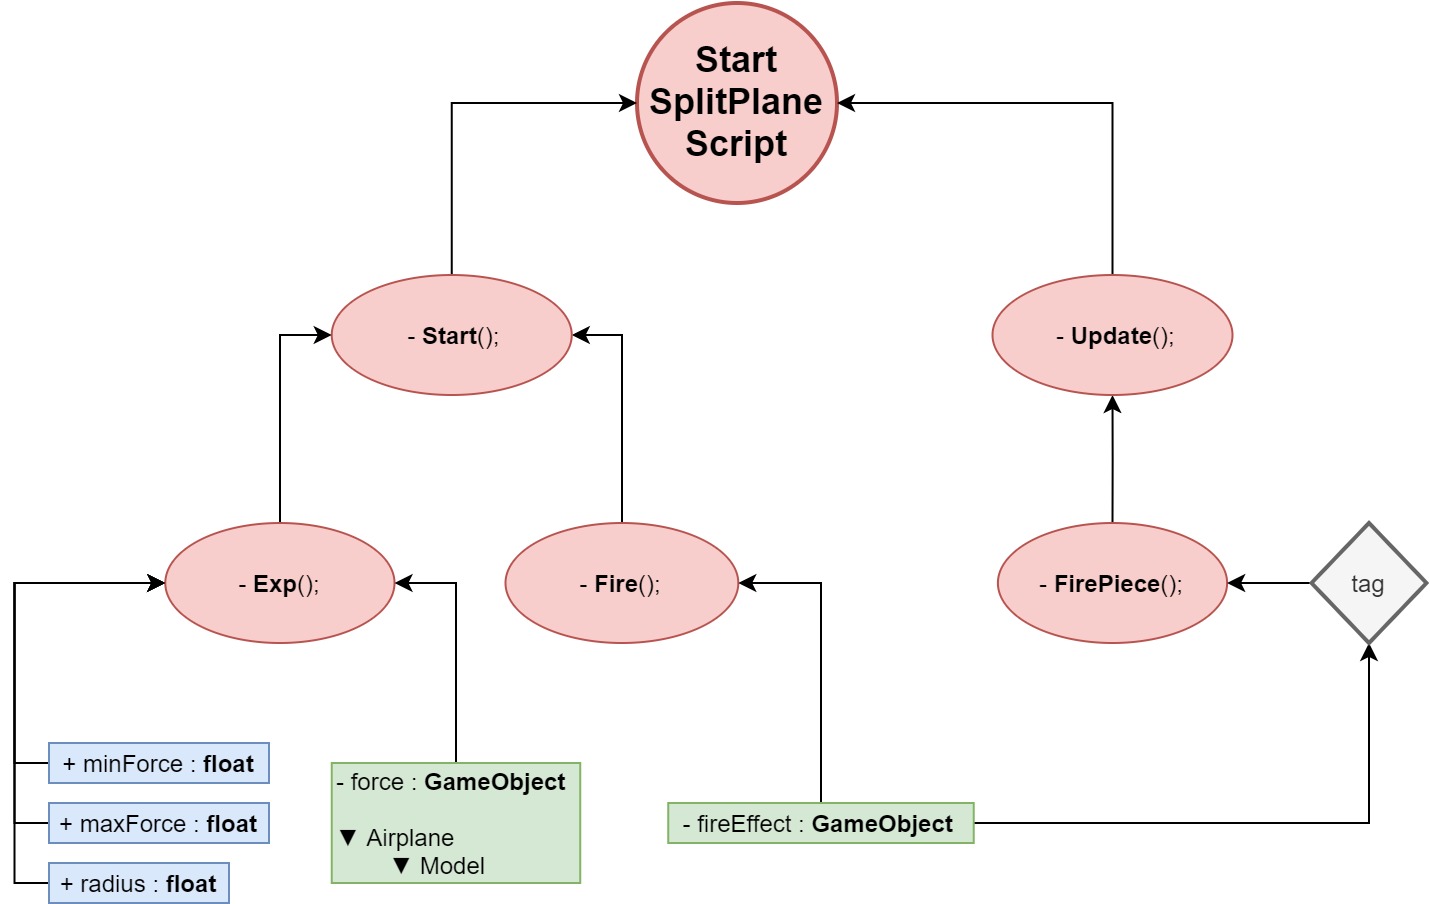 Start
SplitPlane
Script
- Start();
- Update();
- Exp();
- Fire();
- FirePiece();
tag
+ minForce : float
+ maxForce : float
+ radius : float
- force : GameObject
▼ Airplane
▼ Model
- fireEffect : GameObject